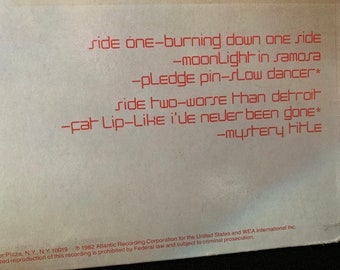 side one-burning down one side
-moonlight in samosa
-pledge pin-slow dancer*
side two-worse than detroit
-fat lip-like i've never been gone*
-mystery title
Plaza, N.Y., N.Y. 10019 ℗ 1982 Atlantic Recording Corporation for the United States and WEA International Inc.
reproduction of this recording is prohibited by Federal law and subject to criminal prosecution.